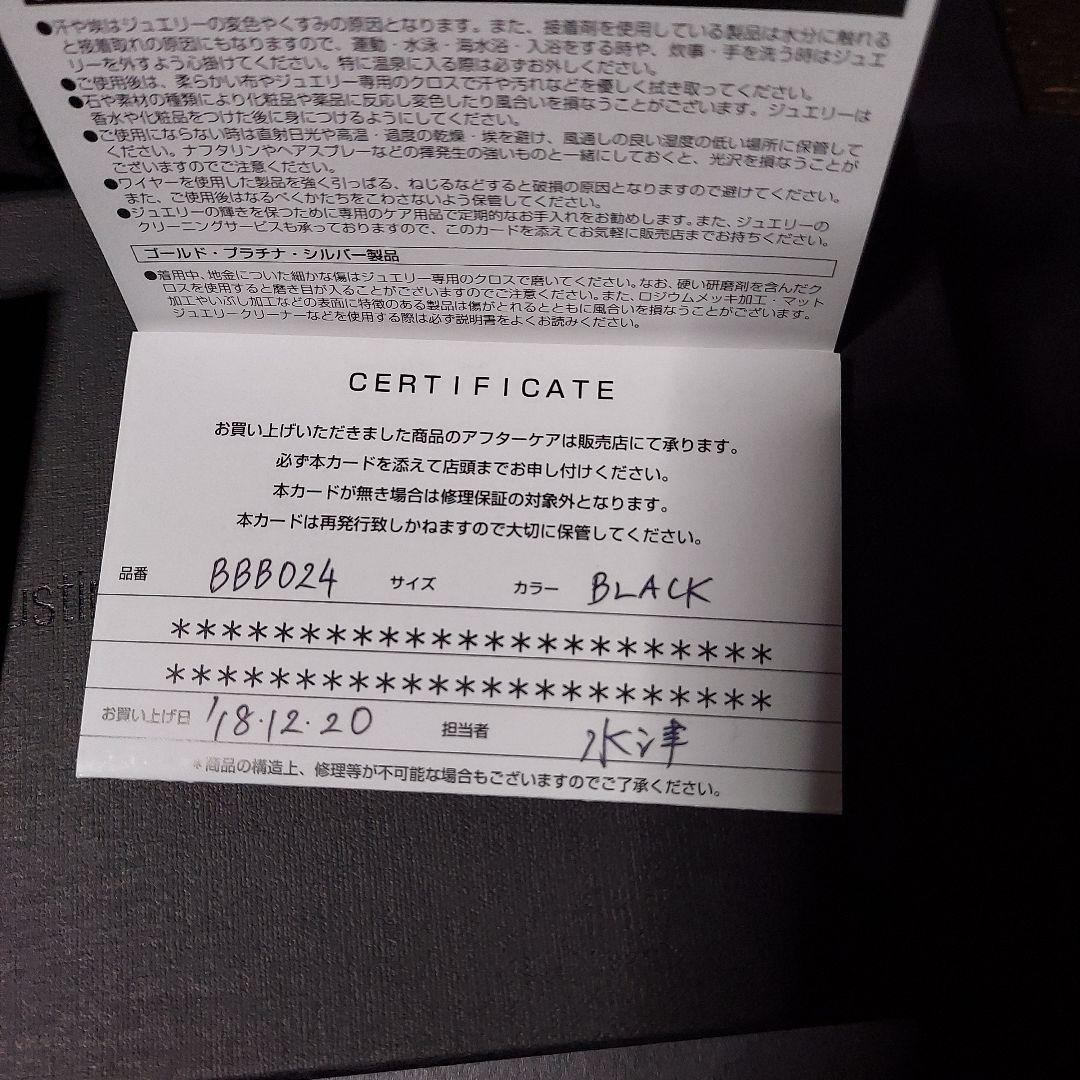 ●汗や埃はジュエリーの変色やくすみの原因となります。また、接着剤を使用している製品は水分に触れる
と接着取れの原因にもなりますので、運動・水泳・海水浴・入浴をする時や、炊事・手を洗う時はジュエ
リーを外すよう心掛けてください。特に温泉に入る際は必ずお外しください。
●ご使用後は、柔らかい布やジュエリー専用のクロスで汗や汚れなどを優しく拭き取ってください。
●石や素材の種類により化粧品や薬品に反応し変色したり風合いを損なうことがございます。ジュエリーは
香水や化粧品をつけた後に身につけるようにしてください。
●ご使用にならない時は直射日光や高温・過度の乾燥・埃を避け、風通しの良い湿度の低い場所に保管して
ください。ナフタリンやヘアスプレーなどの揮発生の強いものと一緒にしておくと、光沢を損なうことが
ございますのでご注意ください。
●ワイヤーを使用した製品を強く引っぱる、ねじるなどすると破損の原因となりますので避けてください。
また、ご使用後はなるべくかたちをこわさないよう保管してください。
●ジュエリーの輝きを保つために専用のケア用品で定期的なお手入れをお勧めします。また、ジュエリーの
クリーニングサービスも承っておりますので、このカードを添えてお気軽に販売店までお持ちください。
ゴールド・プラチナ・シルバー製品
●着用中、地金についた細かな傷はジュエリー専用のクロスで磨いてください。なお、硬い研磨剤を含んだク
ロスを使用すると磨き目が入ることがございますのでご注意ください。また、ロジウムメッキ加工・マット
加工やいぶし加工などの表面に特徴のある製品は傷がとれるとともに風合いを損なうことがございます。
ジュエリークリーナーなどを使用する際は必ず説明書をよくお読みください。
CERTIFICATE
お買い上げいただきました商品のアフターケアは販売店にて承ります。
必ず本カードを添えて店頭までお申し付けください。
本カードが無き場合は修理保証の対象外となります。
本カードは再発行致しかねますので大切に保管してください。
品番 BBB024 サイズ カラー BLACK
***********************
************************
お買い上げ日 '18.12.20 担当者 水津
*商品の構造上、修理等が不可能な場合もございますのでご了承ください。